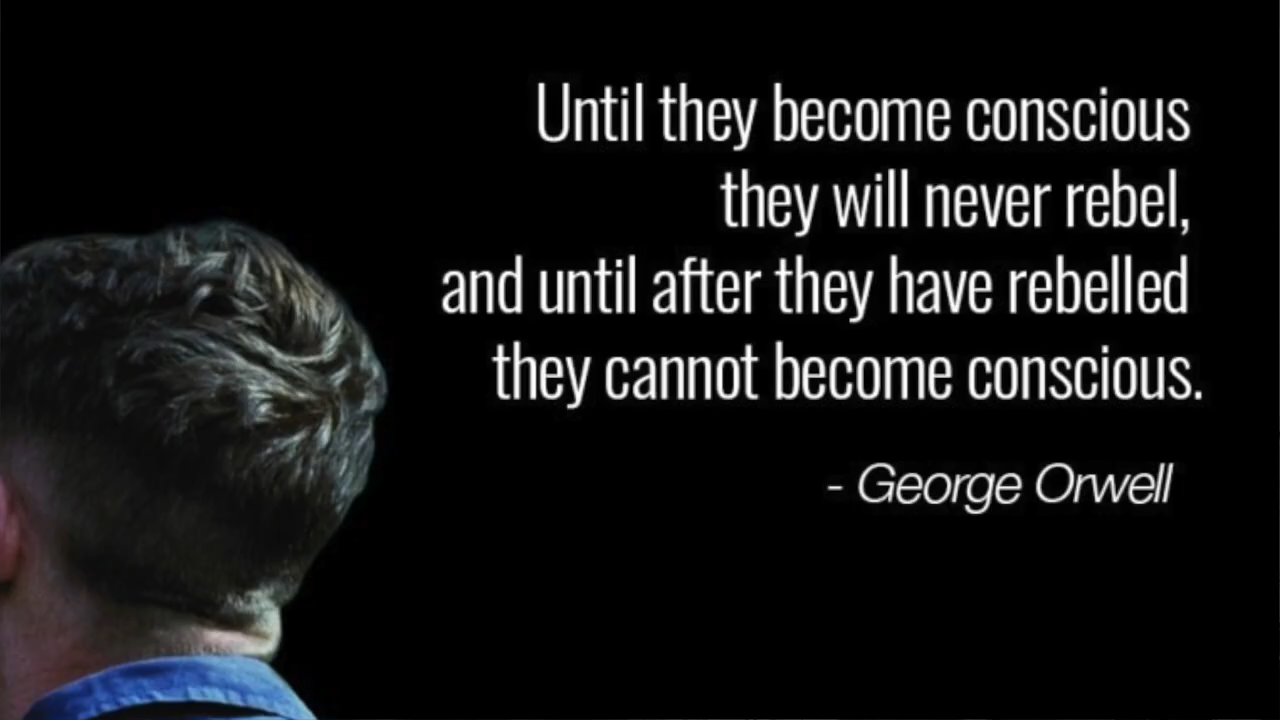 Until they become conscious
they will never rebel,
and until after they have rebelled
they cannot become conscious.
- George Orwell